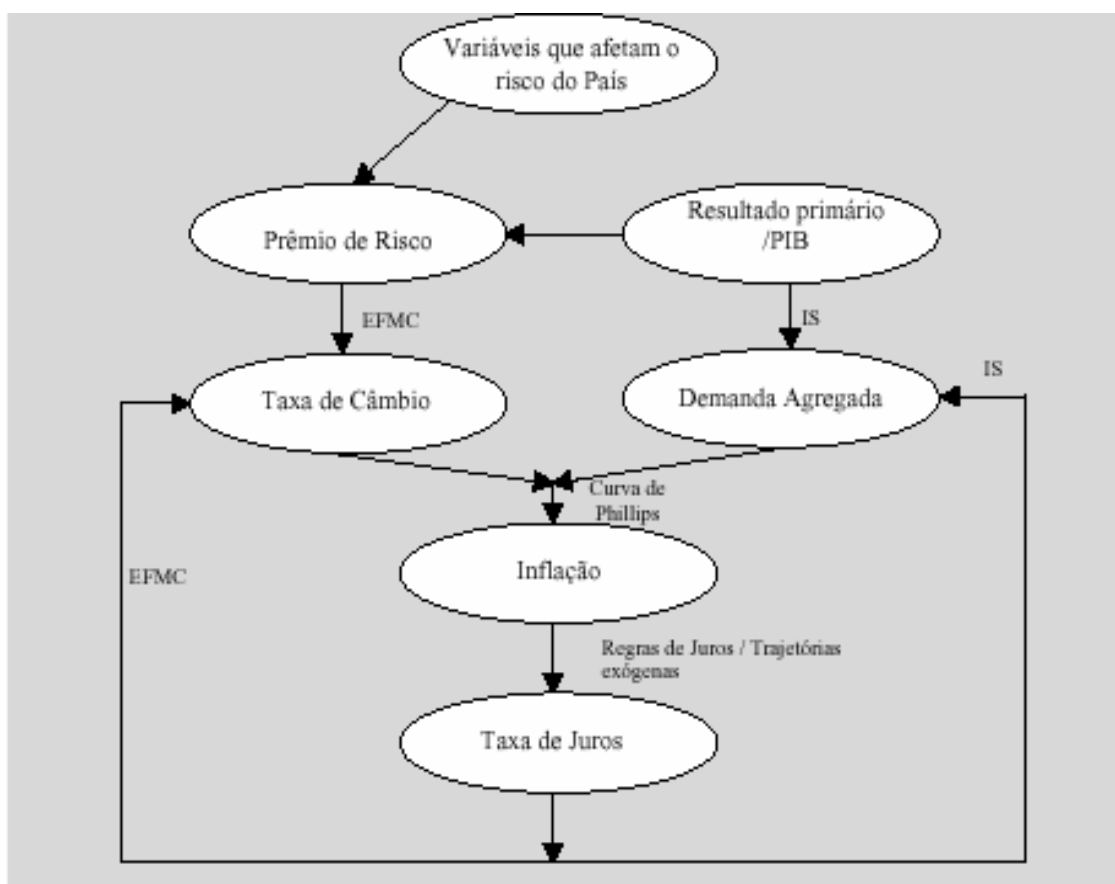 Variáveis que afetam o
risco do País
Prêmio de Risco
Resultado primário
/PIB
EFMC
IS
Taxa de Câmbio
Demanda Agregada
IS
Curva de
Phillips
Inflação
EFMC
Regras de Juros / Trajetórias
exógenas
Taxa de Juros